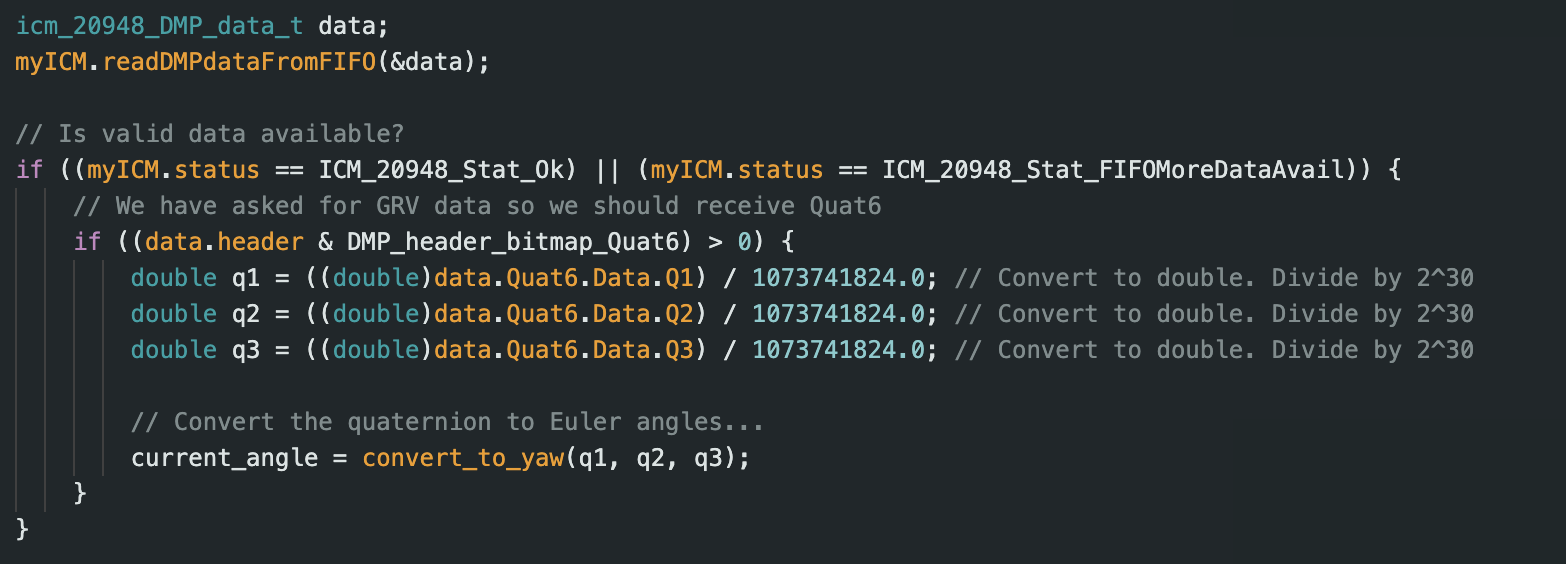 icm_20948_DMP_data_t data;
myICM.readDMPdataFromFIFO(&data);

// Is valid data available?
if ((myICM.status == ICM_20948_Stat_Ok) || (myICM.status == ICM_20948_Stat_FIFOMoreDataAvail)) {
    // We have asked for GRV data so we should receive Quat6
    if ((data.header & DMP_header_bitmap_Quat6) > 0) {
        double q1 = ((double)data.Quat6.Data.Q1) / 1073741824.0; // Convert to double. Divide by 2^30
        double q2 = ((double)data.Quat6.Data.Q2) / 1073741824.0; // Convert to double. Divide by 2^30
        double q3 = ((double)data.Quat6.Data.Q3) / 1073741824.0; // Convert to double. Divide by 2^30

        // Convert the quaternion to Euler angles...
        current_angle = convert_to_yaw(q1, q2, q3);
    }
}